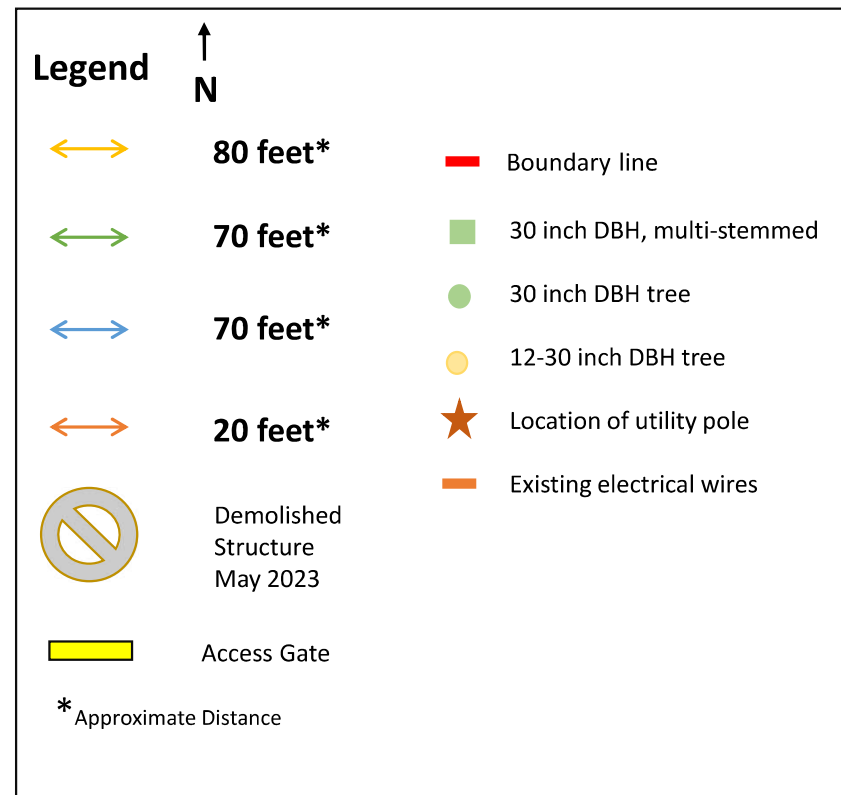 Legend
N
80 feet*
70 feet*
70 feet*
20 feet*
Demolished
Structure
May 2023
Access Gate
*Approximate Distance
Boundary line
30 inch DBH, multi-stemmed
30 inch DBH tree
12-30 inch DBH tree
Location of utility pole
Existing electrical wires